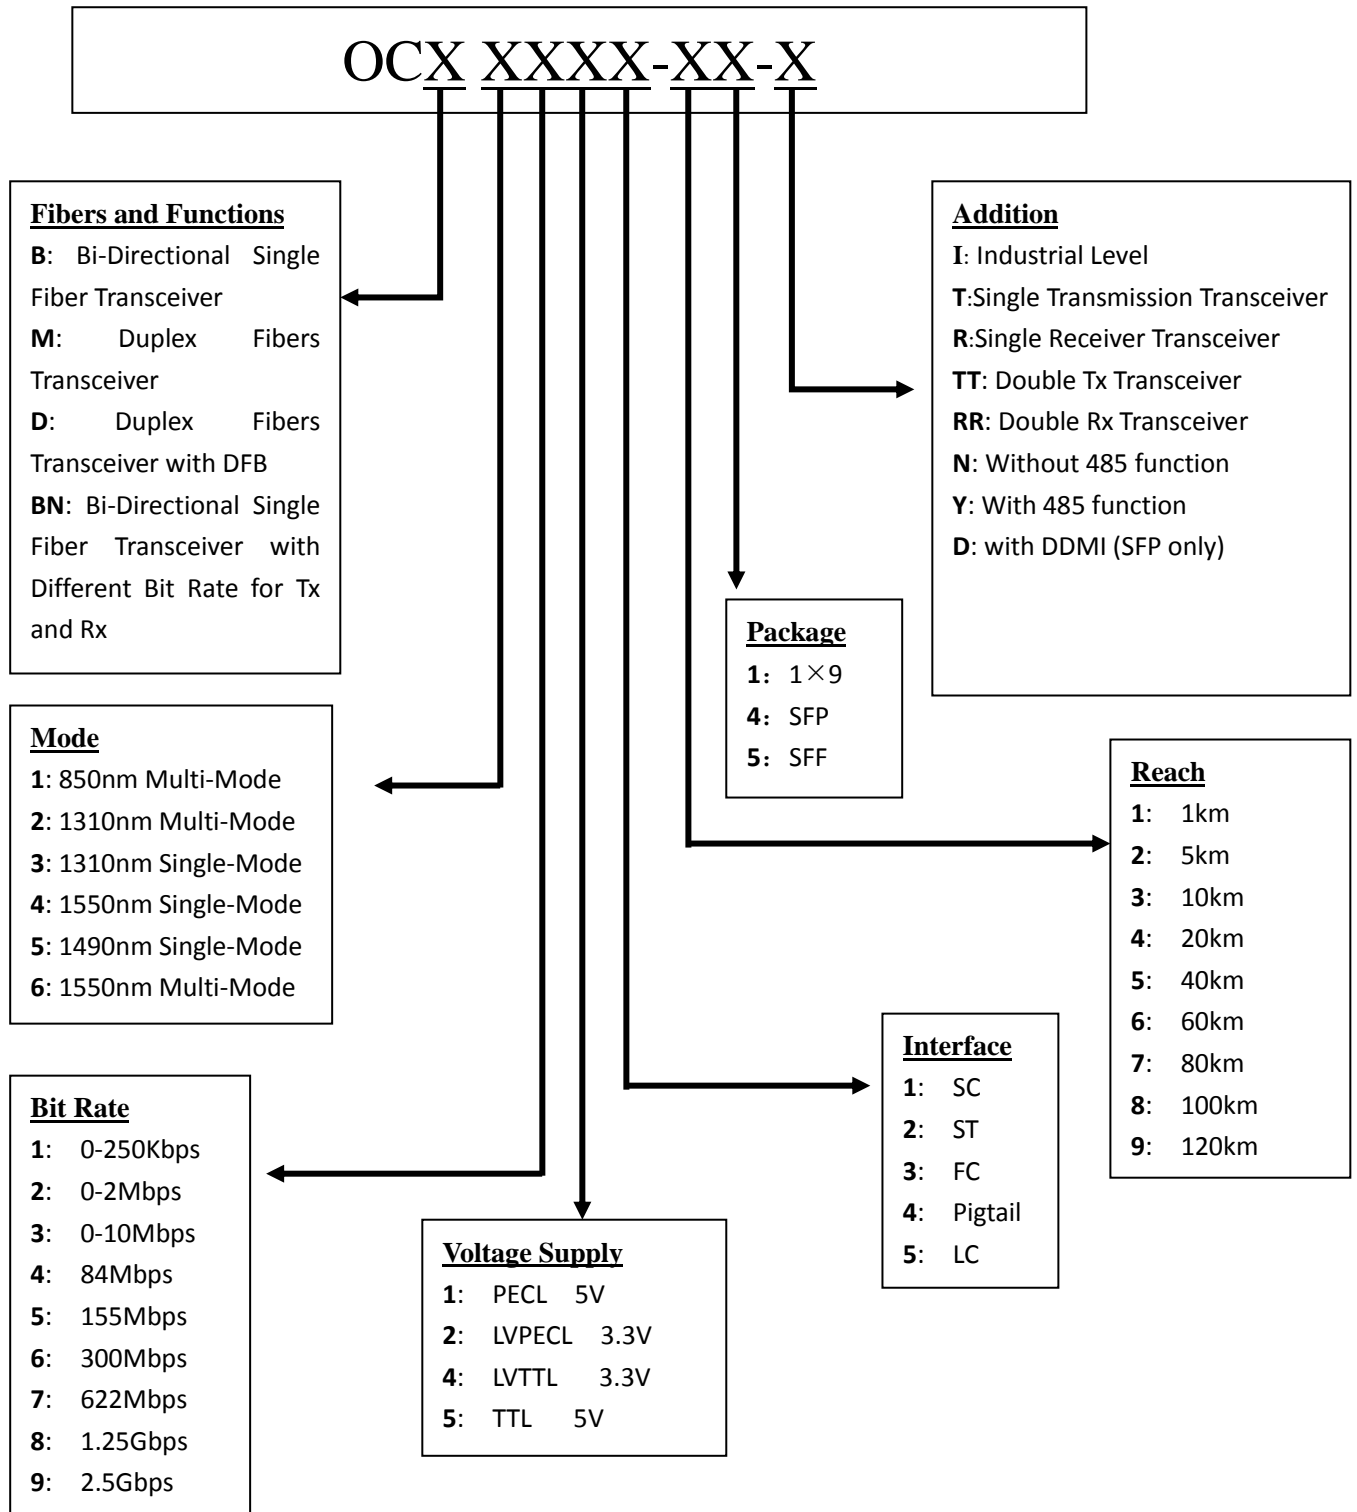 OCX XXXX-XX-X
Fibers and Functions
B: Bi-Directional Single
Fiber Transceiver
M: Duplex Fibers
Transceiver
D: Duplex Fibers
Transceiver with DFB
BN: Bi-Directional Single
Fiber Transceiver with
Different Bit Rate for Tx
and Rx
Addition
I: Industrial Level
T:Single Transmission Transceiver
R:Single Receiver Transceiver
TT: Double Tx Transceiver
RR: Double Rx Transceiver
N: Without 485 function
Y: With 485 function
D: with DDMI (SFP only)
Package
1: 1×9
4: SFP
5: SFF
Mode
1: 850nm Multi-Mode
2: 1310nm Multi-Mode
3: 1310nm Single-Mode
4: 1550nm Single-Mode
5: 1490nm Single-Mode
6: 1550nm Multi-Mode
Reach
1: 1km
2: 5km
3: 10km
4: 20km
5: 40km
6: 60km
7: 80km
8: 100km
9: 120km
Interface
1: SC
2: ST
3: FC
4: Pigtail
5: LC
Bit Rate
1: 0-250Kbps
2: 0-2Mbps
3: 0-10Mbps
4: 84Mbps
5: 155Mbps
6: 300Mbps
7: 622Mbps
8: 1.25Gbps
9: 2.5Gbps
Voltage Supply
1: PECL 5V
2: LVPECL 3.3V
4: LVTTL 3.3V
5: TTL 5V